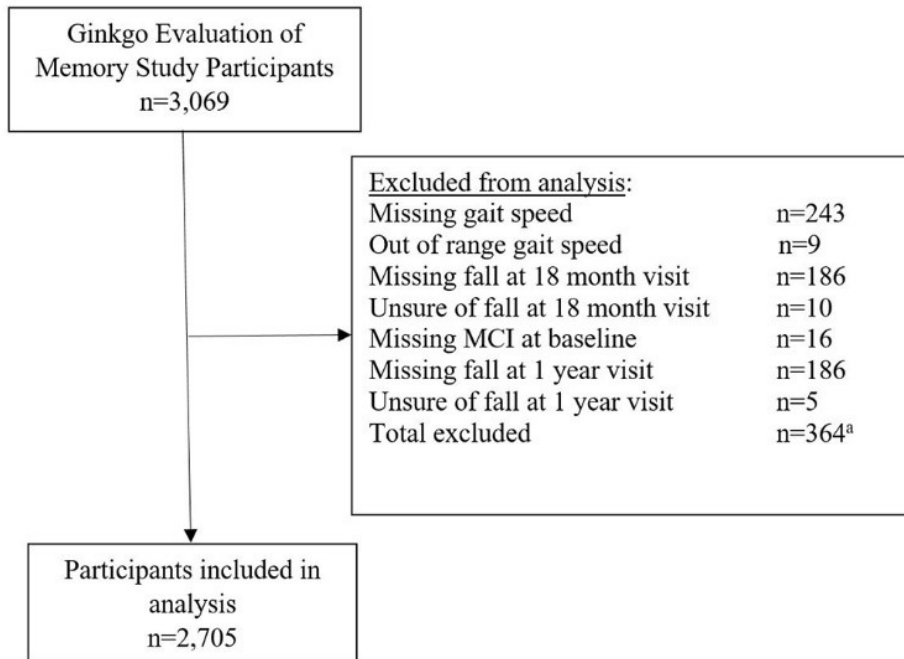 Ginkgo Evaluation of
Memory Study Participants
n=3,069
Excluded from analysis:
Missing gait speed n=243
Out of range gait speed n=9
Missing fall at 18 month visit n=186
Unsure of fall at 18 month visit n=10
Missing MCI at baseline n=16
Missing fall at 1 year visit n=186
Unsure of fall at 1 year visit n=5
Total excluded n=364ᵃ
Participants included in
analysis
n=2,705